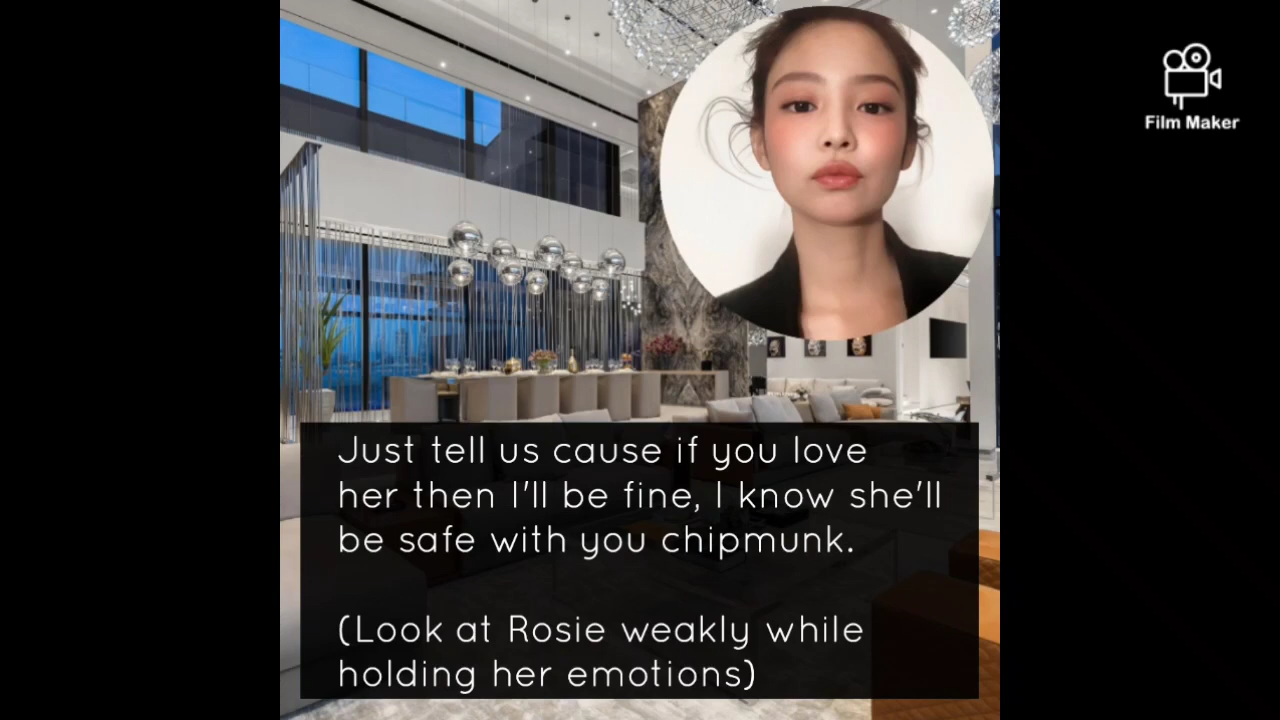 Film Maker
Just tell us cause if you love
her then I'll be fine, I know she'll
be safe with you chipmunk.
(Look at Rosie weakly while
holding her emotions)